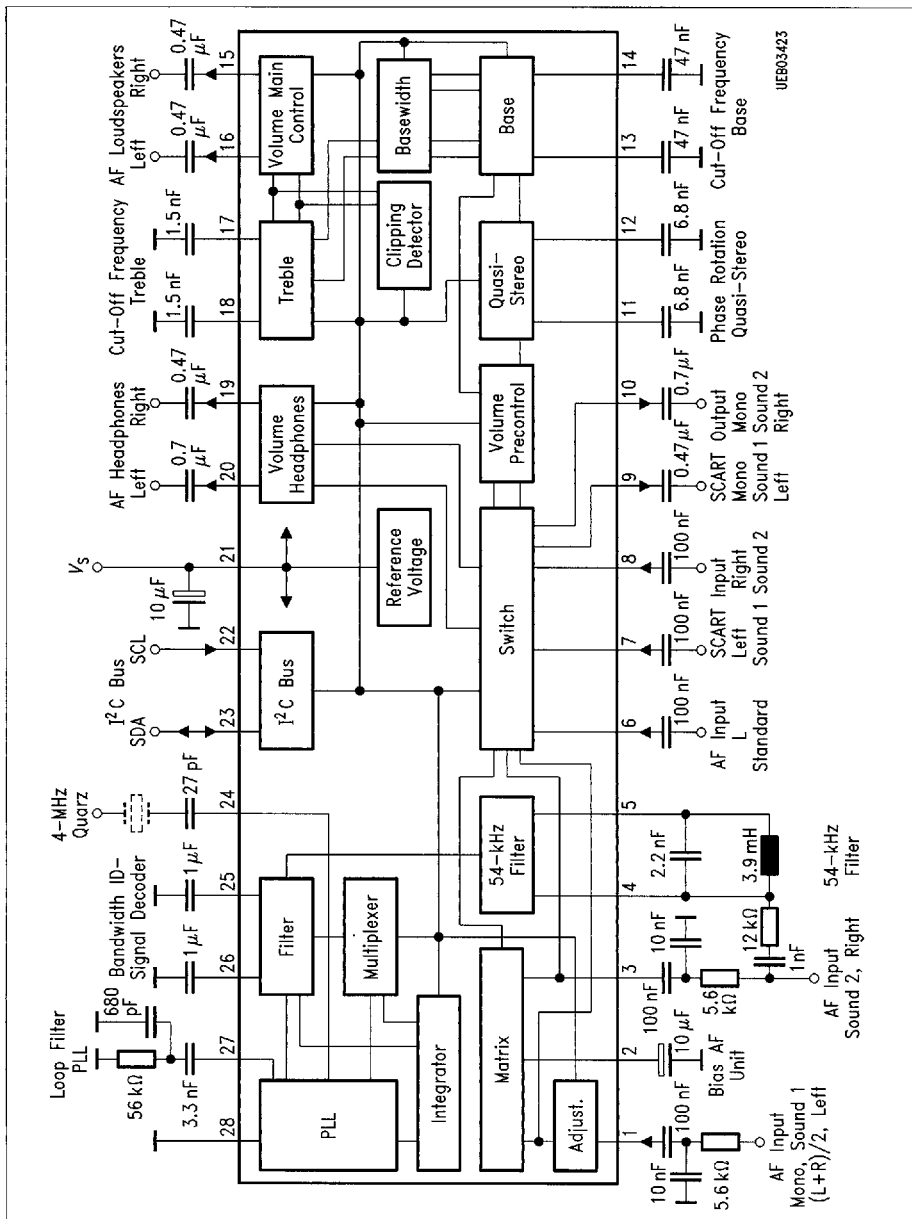 Loop Filter
PLL
680
pF
56 kΩ
3.3 nF
Bandwidth ID-
Signal Decoder
1 µF
1 µF
4-MHz
Quarz
27 pF
I²C Bus
SDA
SCL
Vs
10 µF
AF Headphones
Left
Right
0.7
µF
0.47
µF
Cut-Off Frequency
Treble
1.5 nF
1.5 nF
AF Loudspeakers
Left
Right
0.47
µF
0.47
µF
28
27
26
25
24
23
22
21
20
19
18
17
16
15
PLL
Filter
Multiplexer
Integrator
I²C Bus
Reference
Voltage
Volume
Headphones
Treble
Clipping
Detector
Volume Main
Control
Basewidth
Matrix
Adjust.
54-kHz
Filter
Switch
Volume
Precontrol
Quasi-
Stereo
Base
1
2
3
4
5
6
7
8
9
10
11
12
13
14
10 nF
100 nF
5.6 kΩ
AF Input
Mono, Sound 1
(L+R)/2, Left
10 µF
Bias AF
Unit
100 nF
10 nF
5.6
kΩ
12 kΩ
1 nF
AF Input
Sound 2, Right
2.2 nF
3.9 mH
54-kHz
Filter
100 nF
AF Input
L
Standard
100 nF
100 nF
SCART Input
Left Right
Sound 1 Sound 2
0.47 µF
0.7 µF
SCART Output
Mono Mono
Sound 1 Sound 2
Left Right
6.8 nF
6.8 nF
Phase Rotation
Quasi-Stereo
47 nF
47 nF
Cut-Off Frequency
Base
UEB03423